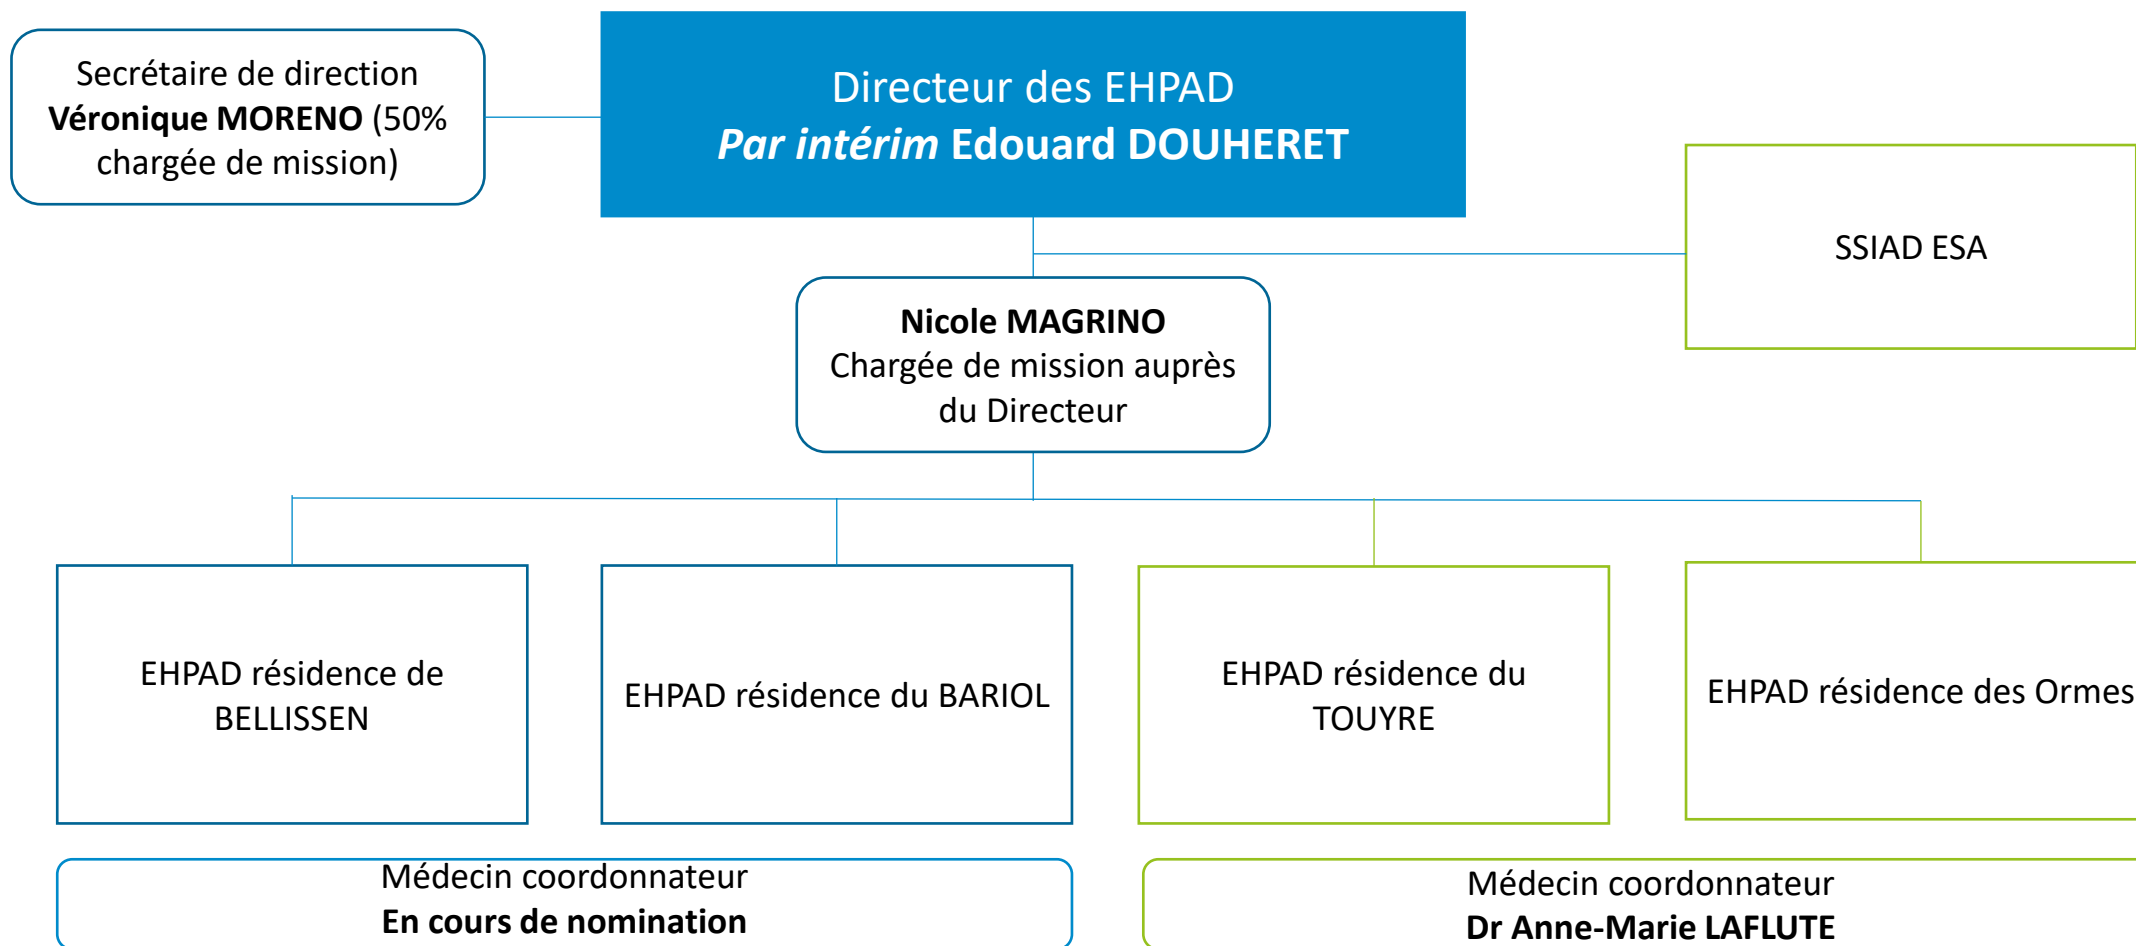 Secrétaire de direction
Véronique MORENO (50%
chargée de mission)
Directeur des EHPAD
Par intérim Edouard DOUHERET
SSIAD ESA
Nicole MAGRINO
Chargée de mission auprès
du Directeur
EHPAD résidence de
BELLISSEN
EHPAD résidence du BARIOL
EHPAD résidence du
TOUYRE
EHPAD résidence des Ormes
Médecin coordonnateur
En cours de nomination
Médecin coordonnateur
Dr Anne-Marie LAFLUTE